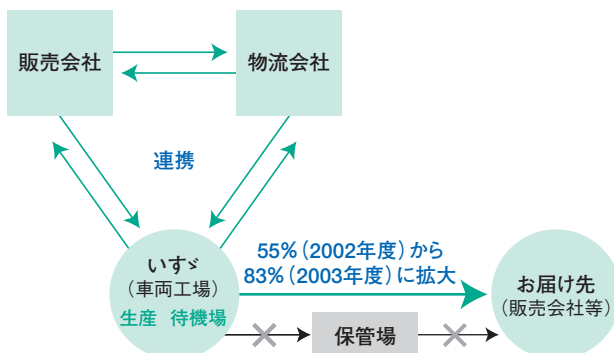 販売会社
物流会社
連携
いすゞ
(車両工場)
生産 待機場
55%(2002年度)から
83%(2003年度)に拡大
お届け先
(販売会社等)
保管場